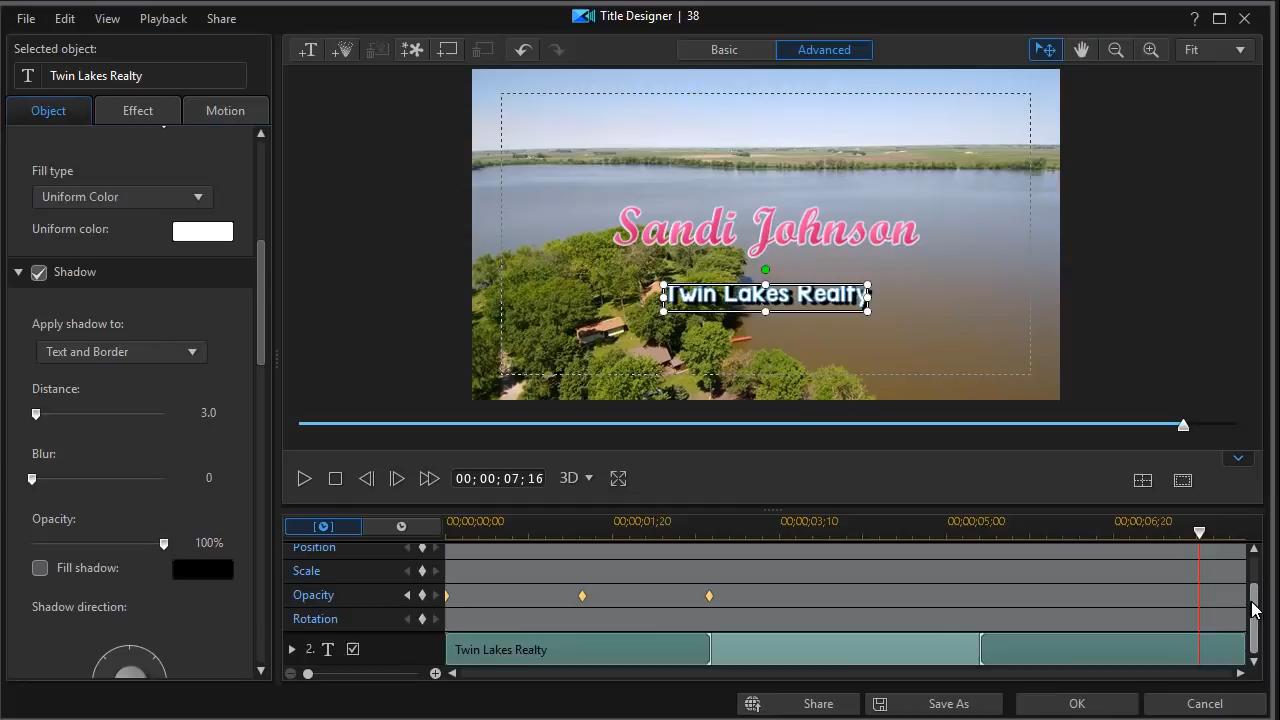 Title Designer | 38
File Edit View Playback Share
?
Selected object:
T Twin Lakes Realty
Basic Advanced
Fit
Object Effect Motion
Fill type
Uniform Color
Uniform color:
Shadow
Apply shadow to:
Text and Border
Distance:
3.0
Blur:
0
Opacity:
100%
Fill shadow:
Shadow direction:
Sandi Johnson
Twin Lakes Realty
00;00;07;16 3D
00;00;00;00 00;00;01;20 00;00;03;10 00;00;05;00 00;00;06;20
Position
Scale
Opacity
Rotation
2. T Twin Lakes Realty
Share Save As OK Cancel